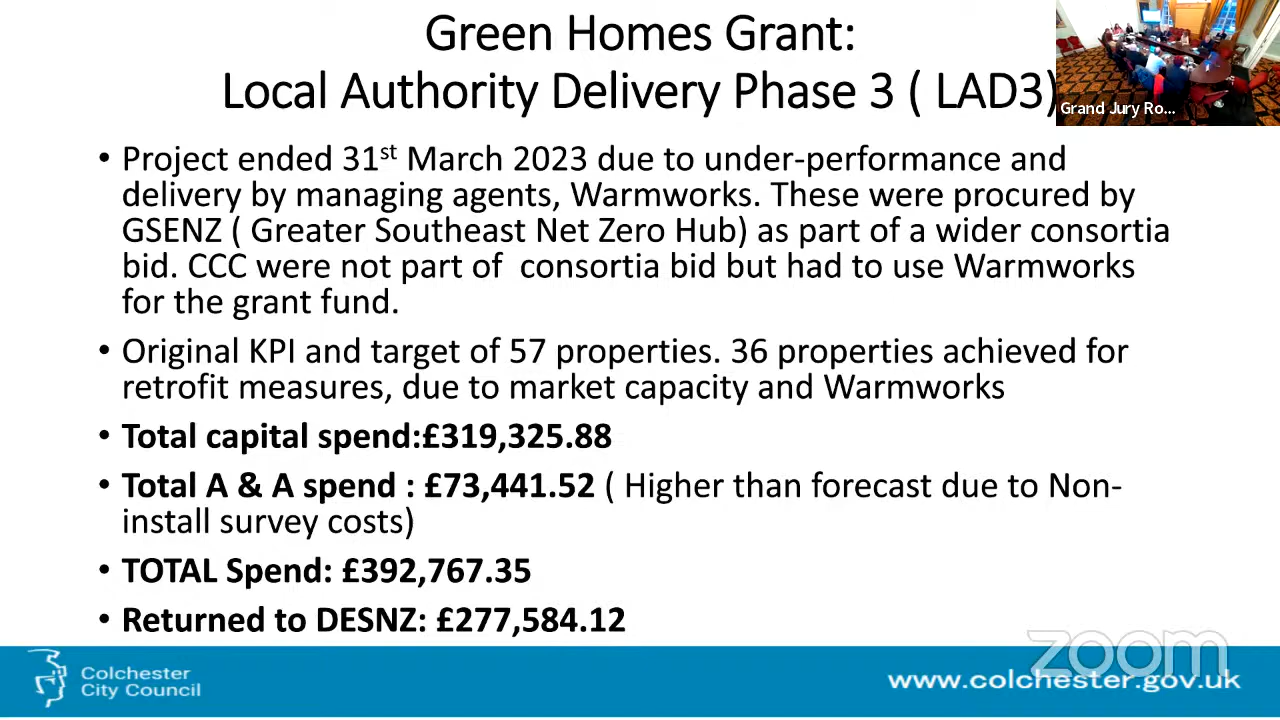 Green Homes Grant:
Local Authority Delivery Phase 3 ( LAD3)
Grand Jury Ro...
• Project ended 31st March 2023 due to under-performance and
delivery by managing agents, Warmworks. These were procured by
GSENZ ( Greater Southeast Net Zero Hub) as part of a wider consortia
bid. CCC were not part of  consortia bid but had to use Warmworks
for the grant fund.
• Original KPI and target of 57 properties. 36 properties achieved for
retrofit measures, due to market capacity and Warmworks
• Total capital spend:£319,325.88
• Total A & A spend : £73,441.52 ( Higher than forecast due to Non-
install survey costs)
• TOTAL Spend: £392,767.35
• Returned to DESNZ: £277,584.12
zoom
Colchester
City Council
www.colchester.gov.uk